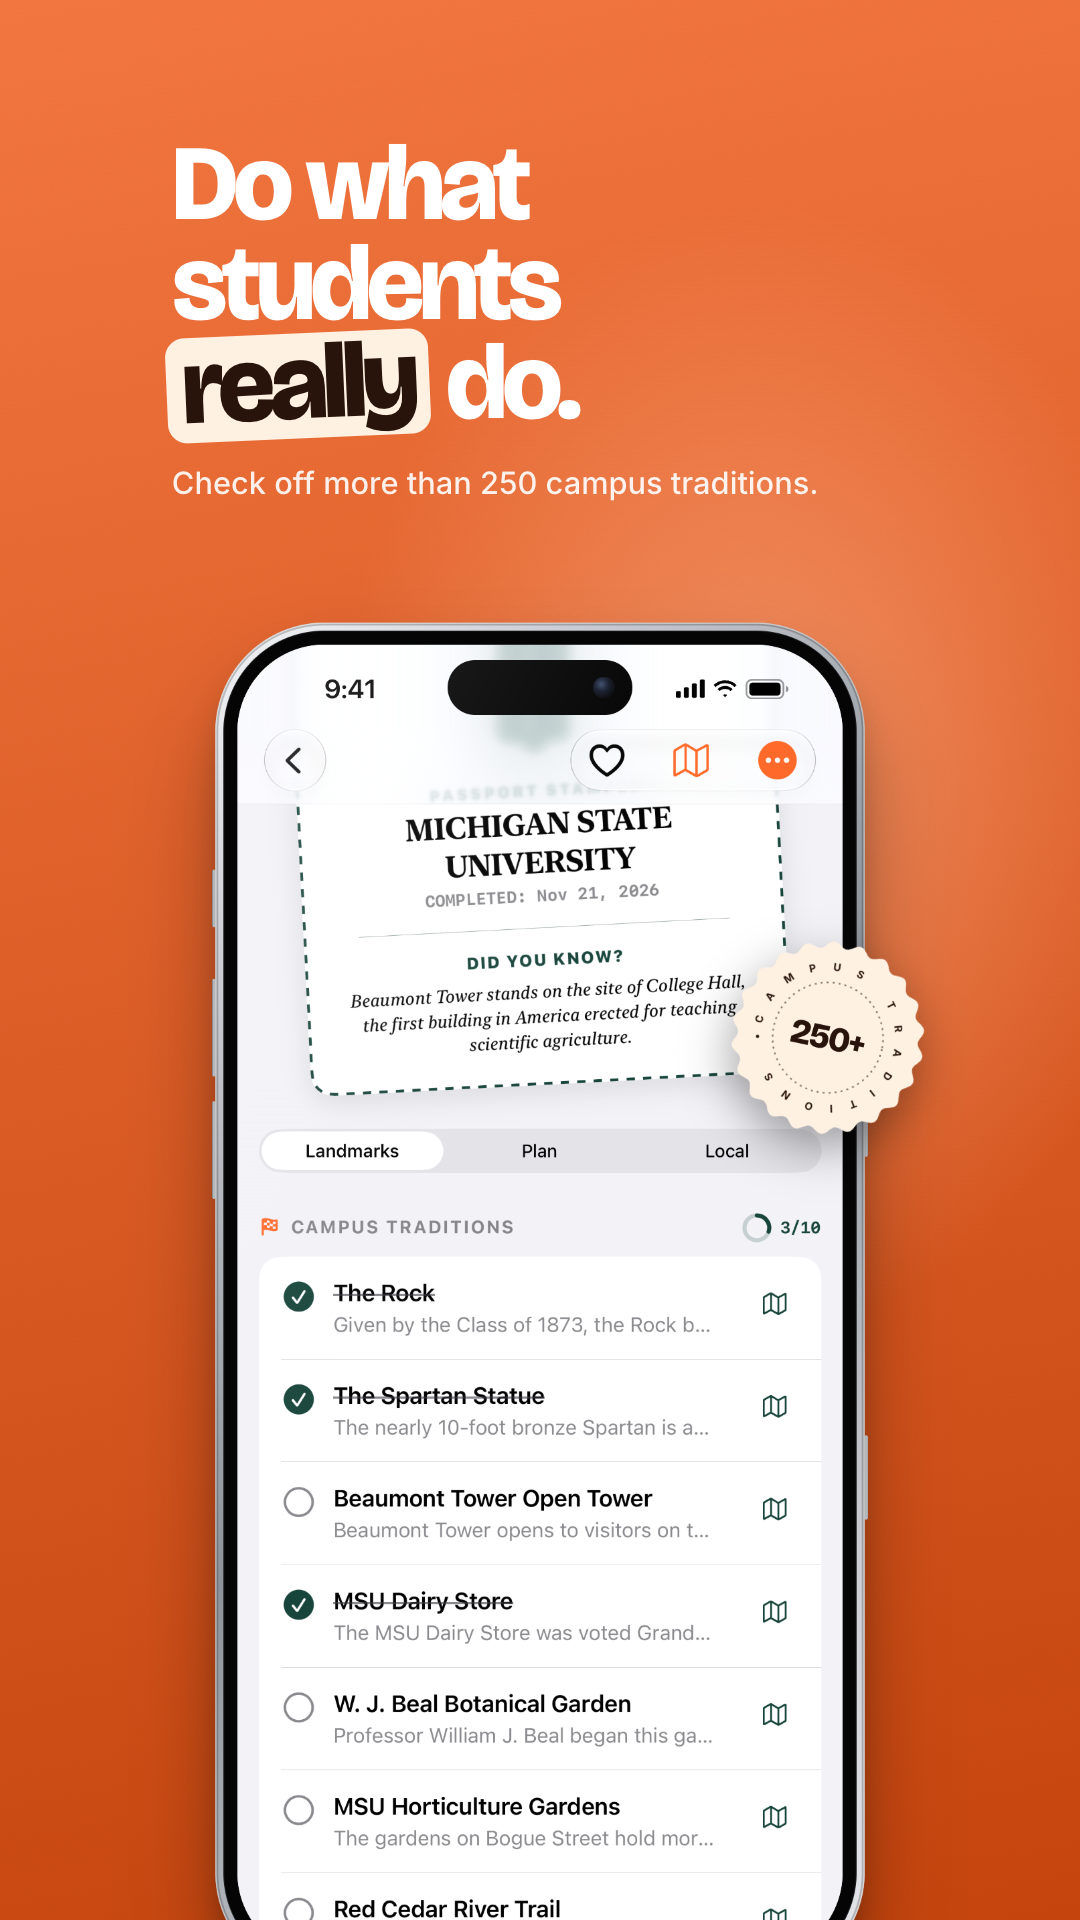 Do what
students
really do.
Check off more than 250 campus traditions.
9:41
MICHIGAN STATE
UNIVERSITY
COMPLETED: Nov 21, 2026
DID YOU KNOW?
Beaumont Tower stands on the site of College Hall,
the first building in America erected for teaching
scientific agriculture.
• CAMPUS TRADITIONS
250+
Landmarks Plan Local
CAMPUS TRADITIONS 3/10
The Rock
Given by the Class of 1873, the Rock b...
The Spartan Statue
The nearly 10-foot bronze Spartan is a...
Beaumont Tower Open Tower
Beaumont Tower opens to visitors on t...
MSU Dairy Store
The MSU Dairy Store was voted Grand...
W. J. Beal Botanical Garden
Professor William J. Beal began this ga...
MSU Horticulture Gardens
The gardens on Bogue Street hold mor...
Red Cedar River Trail